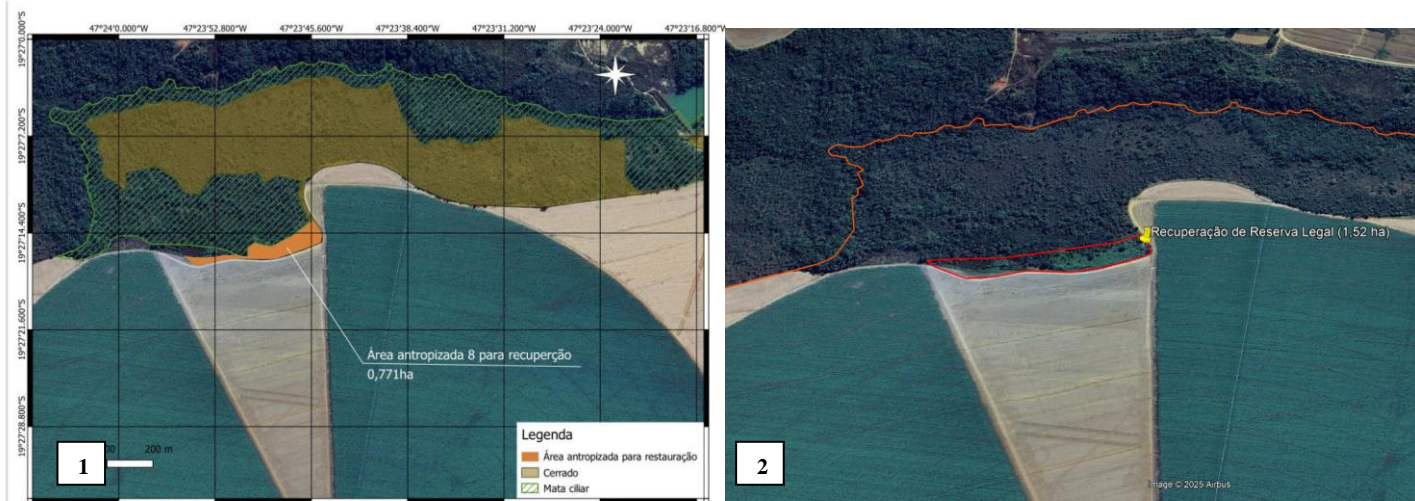 47°24'0.000"W 47°23'52.800"W 47°23'45.600"W 47°23'38.400"W 47°23'31.200"W 47°23'24.000"W 47°23'16.800"W
19°27'0.000"S
19°27'7.200"S
19°27'14.400"S
19°27'21.600"S
19°27'28.800"S
Área antropizada 8 para recuperção
0,771ha
200 m
1
Legenda
Área antropizada para restauração
Cerrado
Mata ciliar
Recuperação de Reserva Legal (1,52 ha)
2
Image © 2025 Airbus